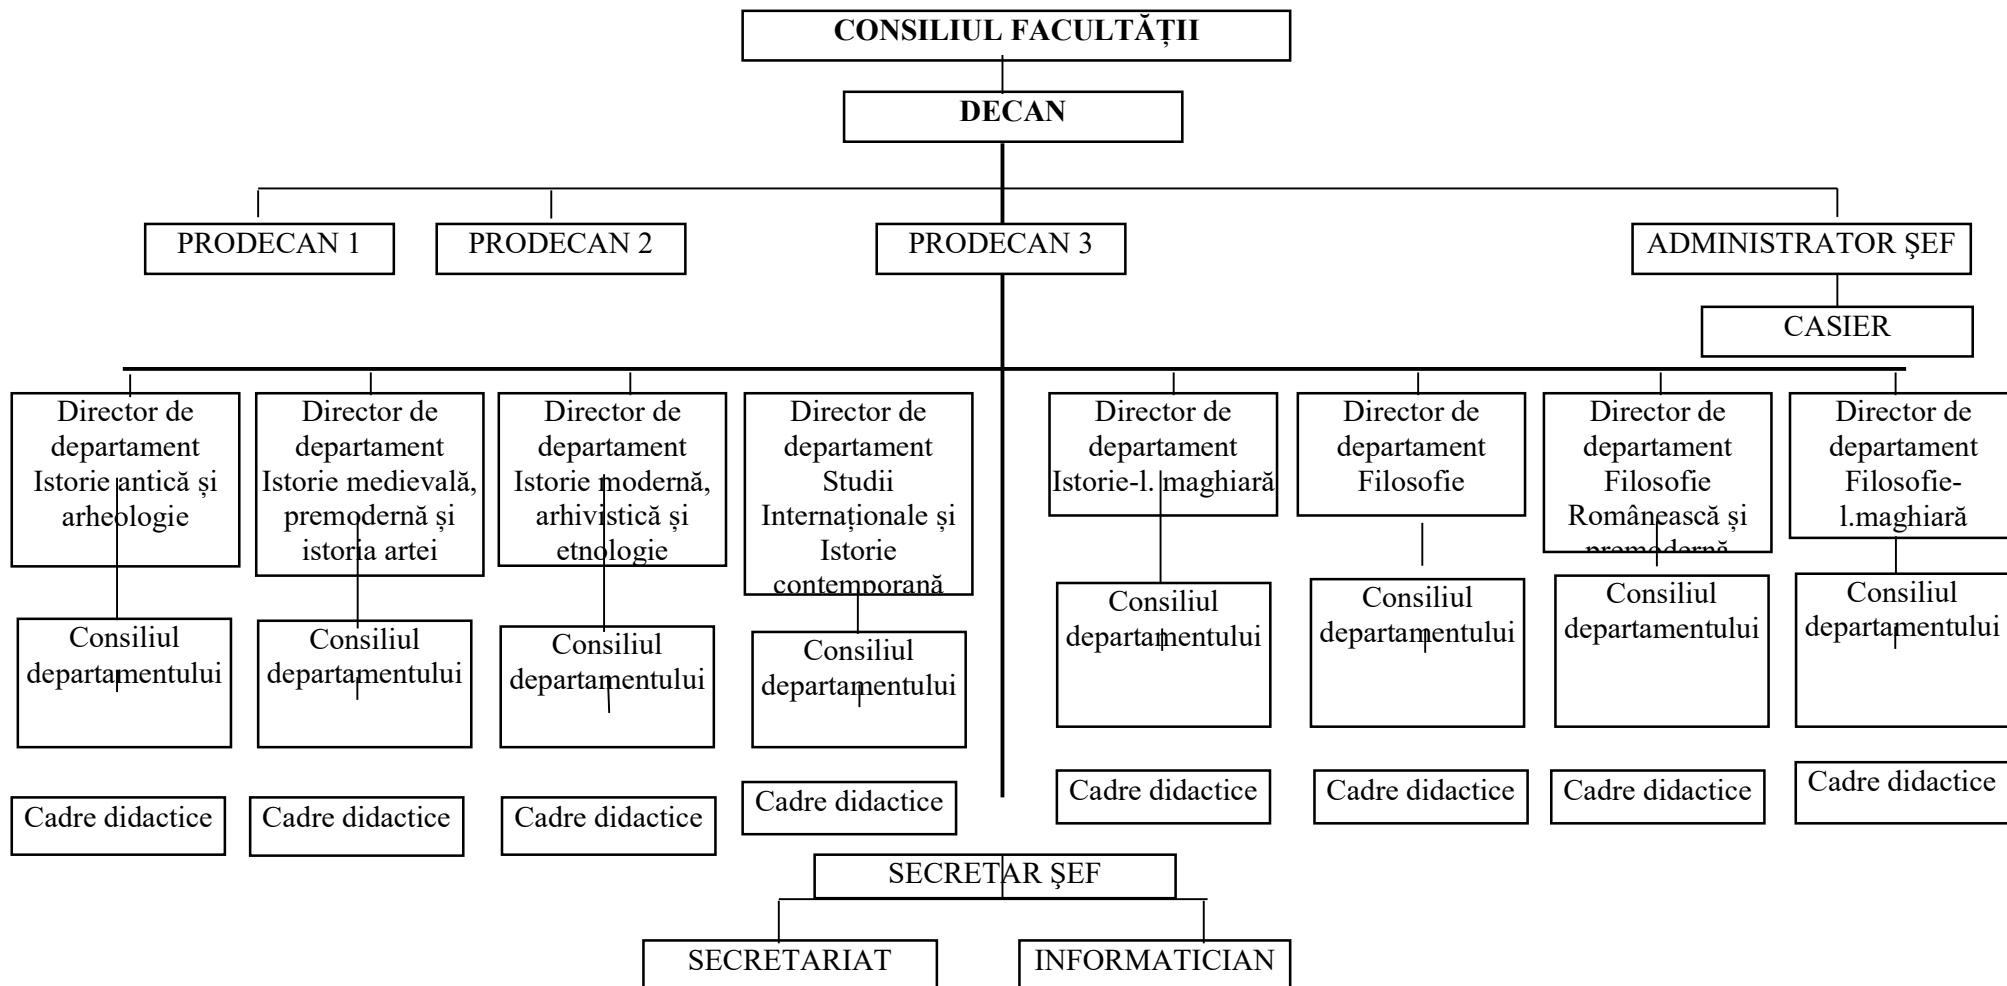 CONSILIUL FACULTĂȚII
DECAN
PRODECAN 1
PRODECAN 2
PRODECAN 3
ADMINISTRATOR ŞEF
CASIER
Director de
departament
Istorie antică și
arheologie
Director de
departament
Istorie medievală,
premodernă și
istoria artei
Director de
departament
Istorie modernă,
arhivistică și
etnologie
Director de
departament
Studii
Internaționale și
Istorie
contemporană
Director de
departament
Istorie-l. maghiară
Director de
departament
Filosofie
Director de
departament
Filosofie
Românească și
premodernă
Director de
departament
Filosofie-
l.maghiară
Consiliul
departamentului
Consiliul
departamentului
Consiliul
departamentului
Consiliul
departamentului
Consiliul
departamentului
Consiliul
departamentului
Consiliul
departamentului
Consiliul
departamentului
Cadre didactice
Cadre didactice
Cadre didactice
Cadre didactice
Cadre didactice
Cadre didactice
Cadre didactice
Cadre didactice
SECRETAR ŞEF
SECRETARIAT
INFORMATICIAN